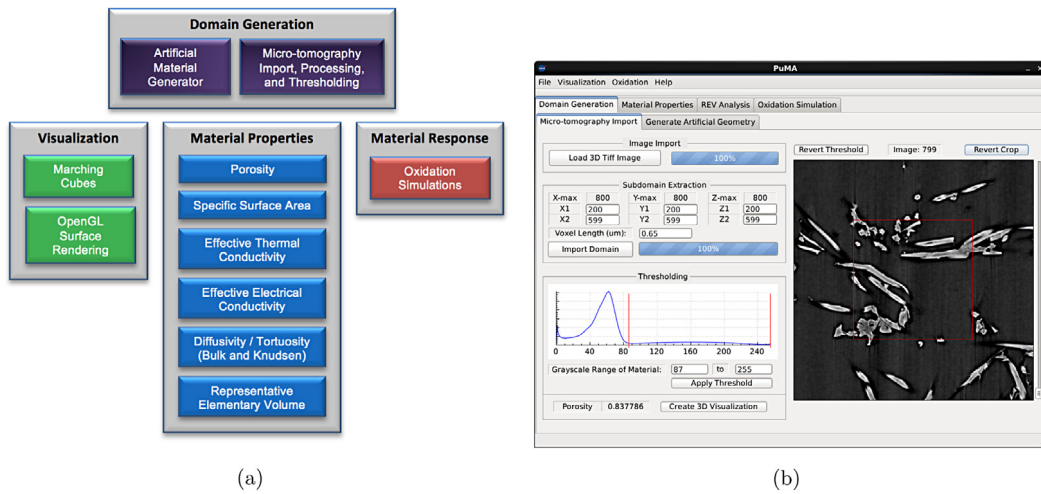 Domain Generation
Artificial
Material
Generator
Micro-tomography
Import, Processing,
and Thresholding
Visualization
Marching
Cubes
OpenGL
Surface
Rendering
Material Properties
Porosity
Specific Surface Area
Effective Thermal
Conductivity
Effective Electrical
Conductivity
Diffusivity / Tortuosity
(Bulk and Knudsen)
Representative
Elementary Volume
Material Response
Oxidation
Simulations
(a)
PuMA
File Visualization Oxidation Help
Domain Generation Material Properties REV Analysis Oxidation Simulation
Micro-tomography Import Generate Artificial Geometry
Image Import
Load 3D Tiff Image 100%
Subdomain Extraction
X-max 800 Y-max 800 Z-max 800
X1 200 Y1 200 Z1 200
X2 599 Y2 599 Z2 599
Voxel Length (um): 0.65
Import Domain 100%
Thresholding
0 40 80 120 160 200 240
Grayscale Range of Material: 87 to 255
Apply Threshold
Porosity 0.837786 Create 3D Visualization
Revert Threshold Image: 799 Revert Crop
(b)